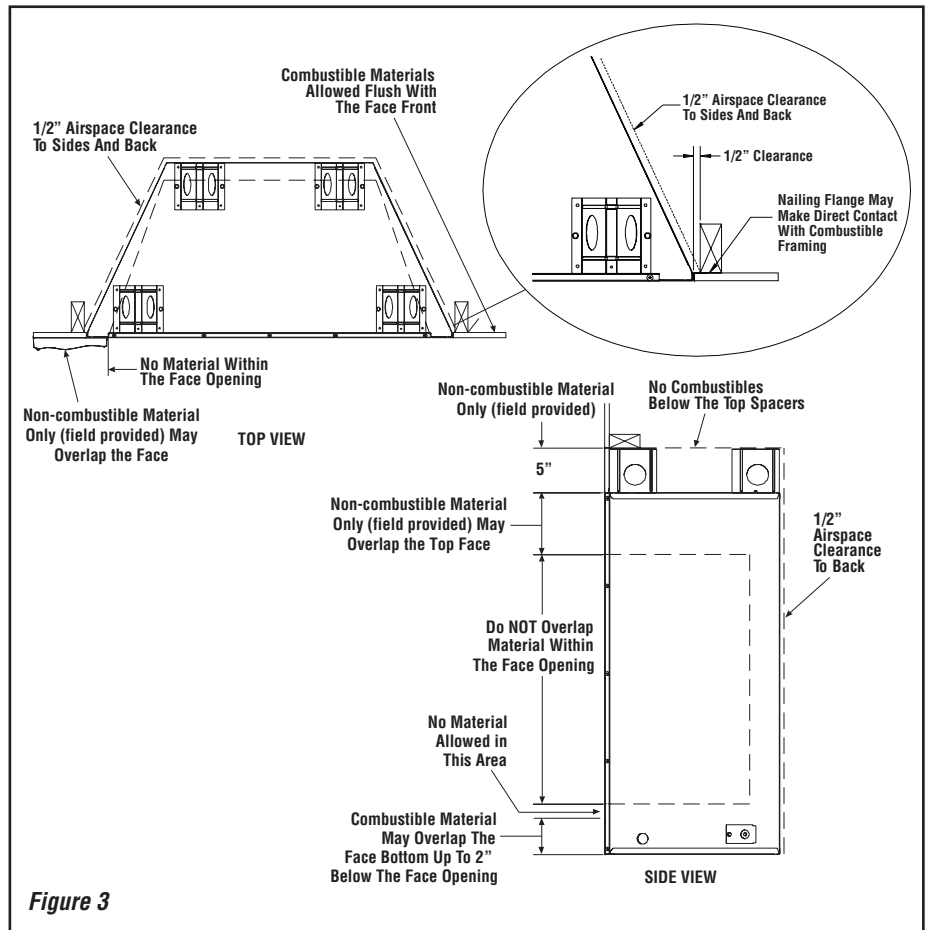 Combustible Materials
Allowed Flush With
The Face Front
1/2” Airspace Clearance
To Sides And Back
No Material Within
The Face Opening
Non-combustible Material
Only (field provided) May
Overlap the Face
TOP VIEW
1/2” Airspace Clearance
To Sides And Back
1/2” Clearance
Nailing Flange May
Make Direct Contact
With Combustible
Framing
Non-combustible Material
Only (field provided)
No Combustibles
Below The Top Spacers
5”
Non-combustible Material
Only (field provided) May
Overlap the Top Face
1/2”
Airspace
Clearance
To Back
Do NOT Overlap
Material Within
The Face Opening
No Material
Allowed in
This Area
Combustible Material
May Overlap The
Face Bottom Up To 2”
Below The Face Opening
SIDE VIEW
Figure 3